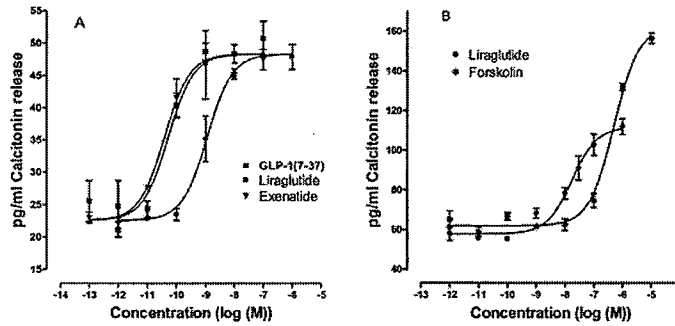 A
pg/ml Calcitonin release
55
50
45
40
35
30
25
20
15
GLP-1(7-37)
Liraglutide
Exenatide
-14 -13 -12 -11 -10 -9 -8 -7 -6 -5
Concentration (log (M))
B
pg/ml Calcitonin release
160
140
120
100
80
60
40
Liraglutide
Forskolin
-13 -12 -11 -10 -9 -8 -7 -6 -5 -4
Concentration (log (M))